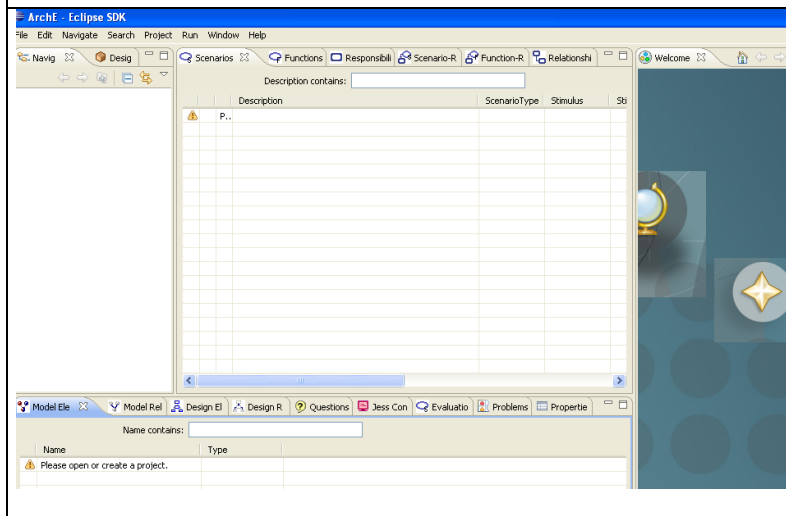 ArchE - Eclipse SDK
File Edit Navigate Search Project Run Window Help
Navig Desig
Scenarios Functions Responsibili Scenario-R Function-R Relationshi
Welcome
Description contains:
Description ScenarioType Stimulus Sti
P..
Model Ele Model Rel Design El Design R Questions Jess Con Evaluatio Problems Propertie
Name contains:
Name Type
Please open or create a project.